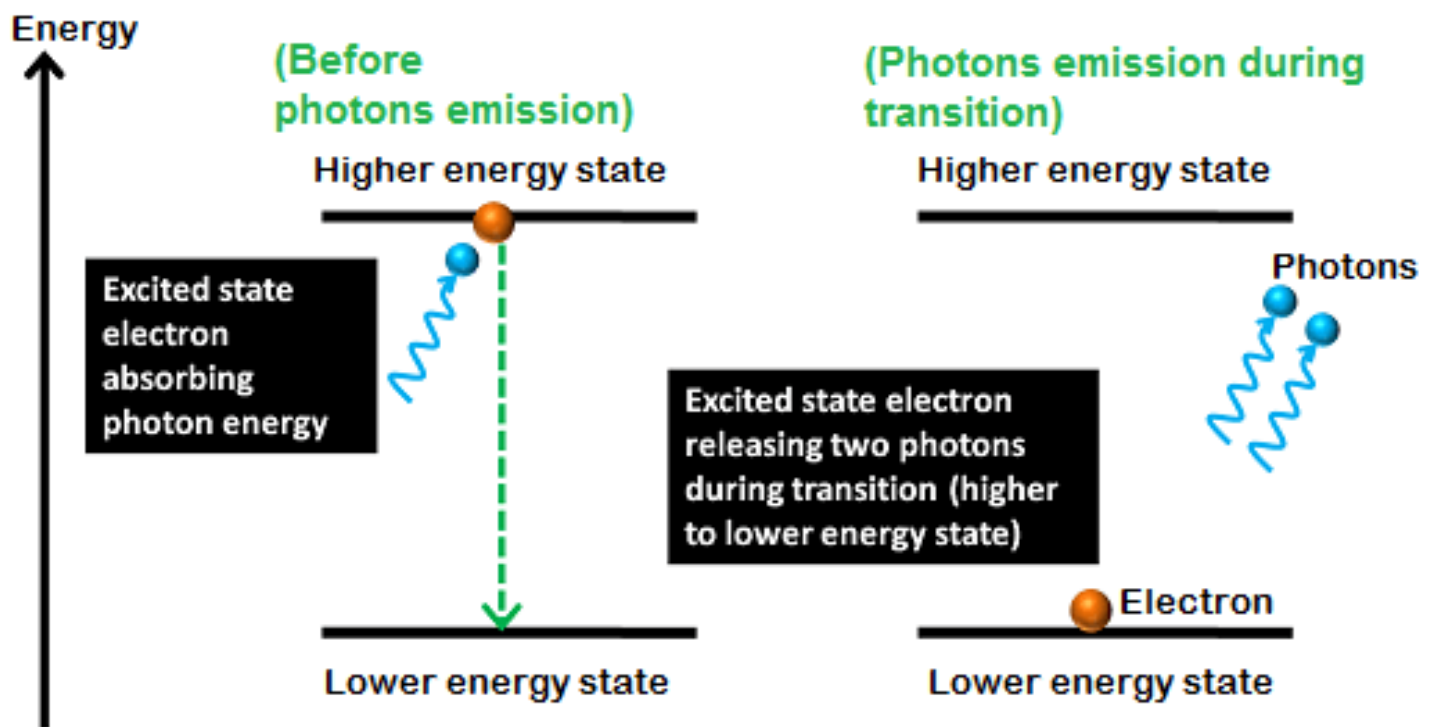 Energy
(Before
photons emission)
Higher energy state
Excited state
electron
absorbing
photon energy
Lower energy state
(Photons emission during
transition)
Higher energy state
Photons
Excited state electron
releasing two photons
during transition (higher
to lower energy state)
Electron
Lower energy state